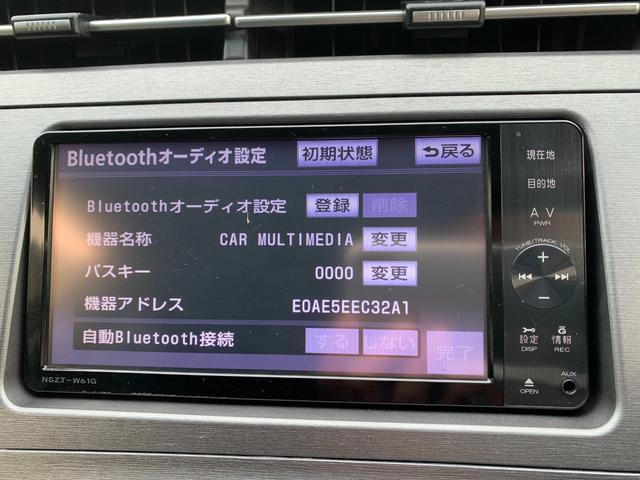 Bluetoothオーディオ設定 初期状態 戻る
Bluetoothオーディオ設定 登録 削除
機器名称 CAR MULTIMEDIA 変更
パスキー 0000 変更
機器アドレス E0AE5EEC32A1
自動Bluetooth接続 する しない 完了
NSZT-W61G
現在地
目的地
AV
PWR
TUNE/TRACK VOL
+
−
設定 情報
DISP REC
AUX
OPEN